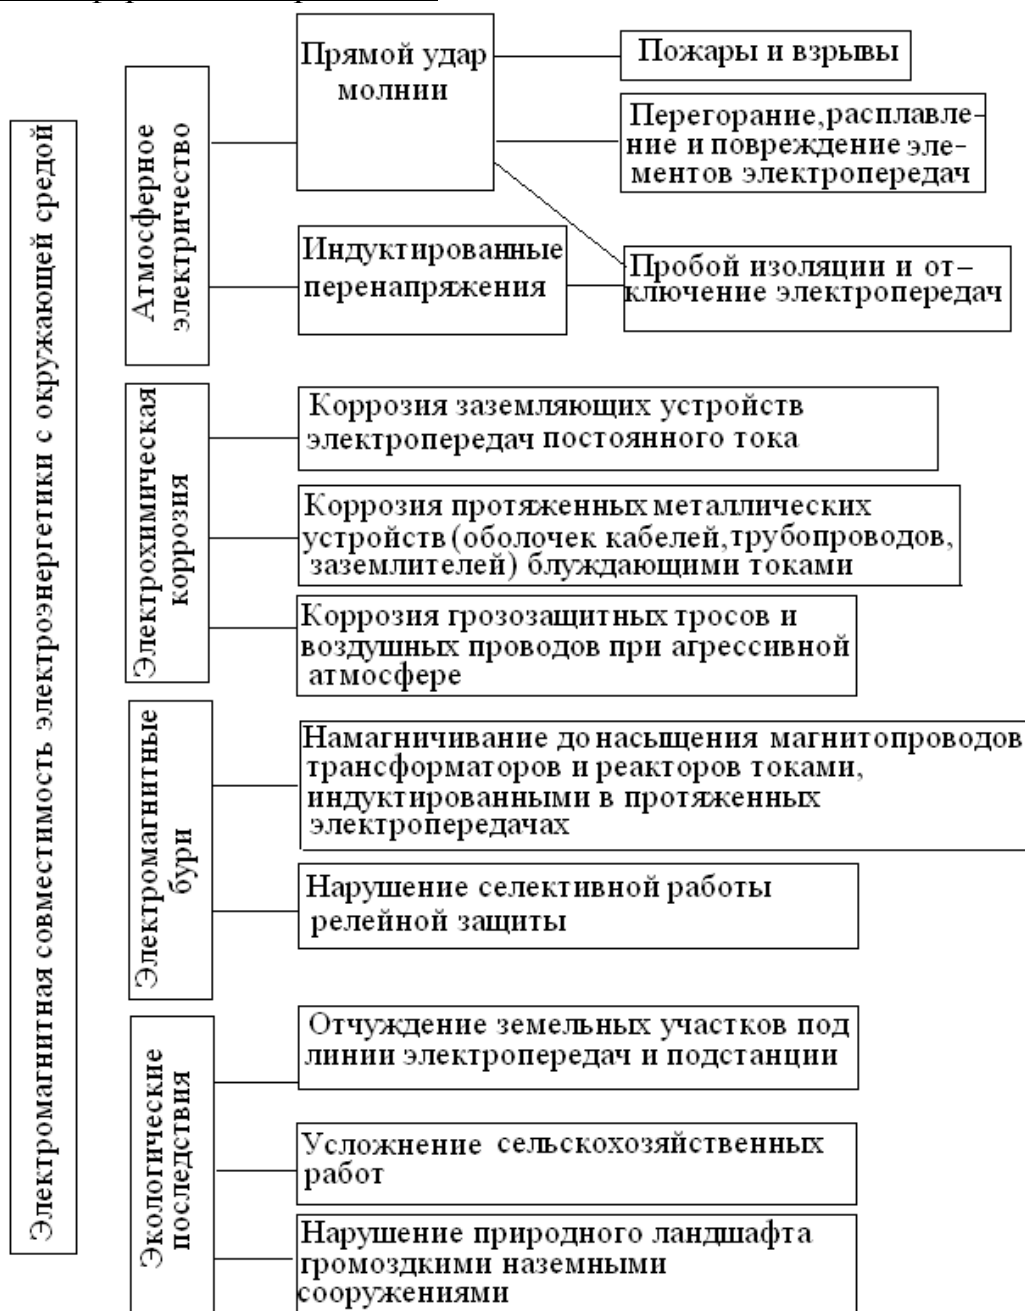 Электромагнитная совместимость электроэнергетики с окружающей средой
Атмосферное
электричество
Прямой удар
молнии
Пожары и взрывы
Перегорание, расплавле-
ние и повреждение эле-
ментов электропередач
Индуктированные
перенапряжения
Пробой изоляции и от-
ключение электропередач
Электрохимическая
коррозия
Коррозия заземляющих устройств
электропередач постоянного тока
Коррозия протяженных металлических
устройств (оболочек кабелей, трубопроводов,
заземлителей) блуждающими токами
Коррозия грозозащитных тросов и
воздушных проводов при агрессивной
атмосфере
Электромагнитные
бури
Намагничивание до насыщения магнитопроводов
трансформаторов и реакторов токами,
индуктированными в протяженных
электропередачах
Нарушение селективной работы
релейной защиты
Экологические
последствия
Отчуждение земельных участков под
линии электропередач и подстанции
Усложнение сельскохозяйственных
работ
Нарушение природного ландшафта
громоздкими наземными
сооружениями